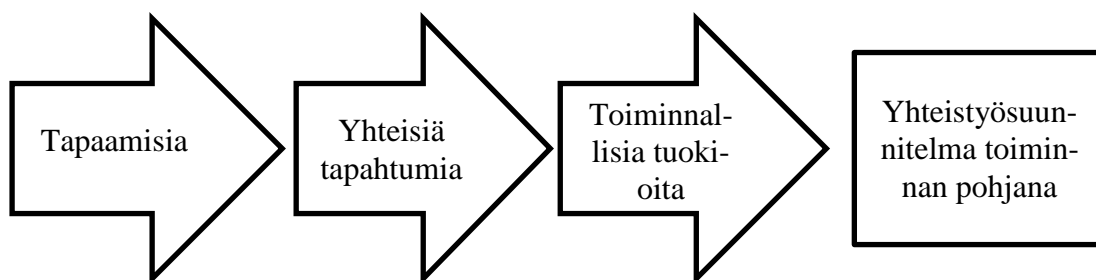 Tapaamisia
Yhteisiä
tapahtumia
Toiminnal-
lisia tuoki-
oita
Yhteistyösuun-
nitelma toimin-
nan pohjana